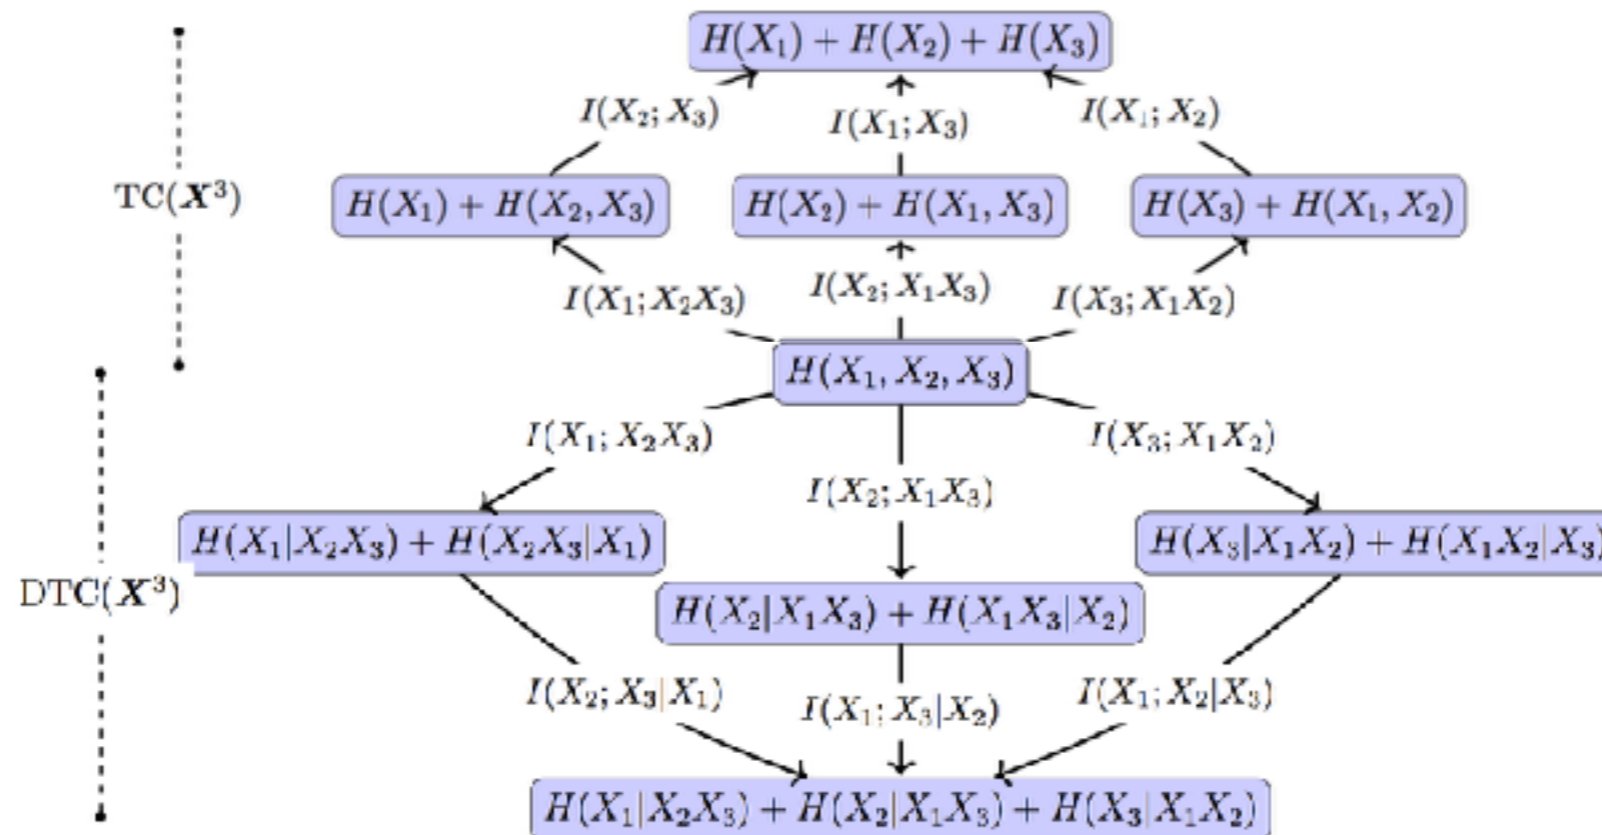 H(X₁) + H(X₂) + H(X₃)
I(X₂; X₃) I(X₁; X₃) I(X₁; X₂)
TC(X³)
H(X₁) + H(X₂, X₃) H(X₂) + H(X₁, X₃) H(X₃) + H(X₁, X₂)
I(X₁; X₂X₃) I(X₂; X₁X₃) I(X₃; X₁X₂)
H(X₁, X₂, X₃)
I(X₁; X₂X₃) I(X₃; X₁X₂)
I(X₂; X₁X₃)
H(X₁|X₂X₃) + H(X₂X₃|X₁) H(X₃|X₁X₂) + H(X₁X₂|X₃)
DTC(X³)
H(X₂|X₁X₃) + H(X₁X₃|X₂)
I(X₂; X₃|X₁) I(X₁; X₃|X₂) I(X₁; X₂|X₃)
H(X₁|X₂X₃) + H(X₂|X₁X₃) + H(X₃|X₁X₂)